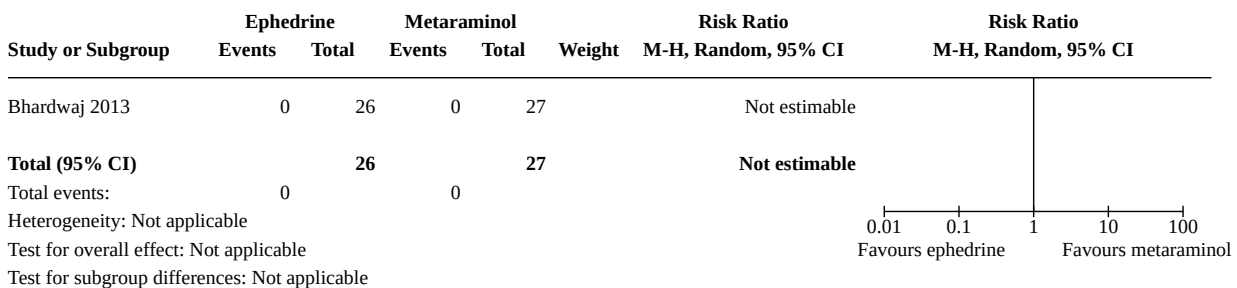 Ephedrine Metaraminol Risk Ratio Risk Ratio
Study or Subgroup Events Total Events Total Weight M-H, Random, 95% CI M-H, Random, 95% CI
Bhardwaj 2013 0 26 0 27 Not estimable
Total (95% CI) 26 27 Not estimable
Total events: 0 0
Heterogeneity: Not applicable
0.01 0.1 1 10 100
Test for overall effect: Not applicable Favours ephedrine Favours metaraminol
Test for subgroup differences: Not applicable